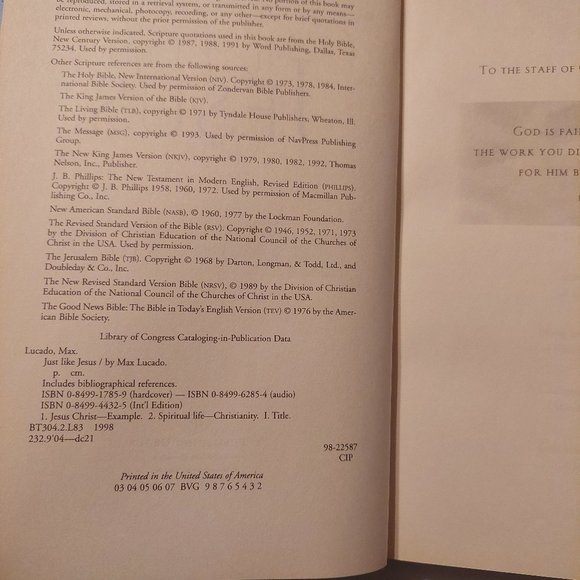 be reproduced, stored in a retrieval system, or transmitted in any form or by any means—
electronic, mechanical, photocopy, recording, or any other—except for brief quotations in
printed reviews, without the prior permission of the publisher.
Unless otherwise indicated, Scripture quotations used in this book are from the Holy Bible,
New Century Version, copyright © 1987, 1988, 1991 by Word Publishing, Dallas, Texas
75234. Used by permission.
Other Scripture references are from the following sources:
The Holy Bible, New International Version (NIV). Copyright © 1973, 1978, 1984, Inter-
national Bible Society. Used by permission of Zondervan Bible Publishers.
The King James Version of the Bible (KJV).
The Living Bible (TLB), copyright © 1971 by Tyndale House Publishers, Wheaton, Ill.
Used by permission.
The Message (MSG), copyright © 1993. Used by permission of NavPress Publishing
Group.
The New King James Version (NKJV), copyright © 1979, 1980, 1982, 1992, Thomas
Nelson, Inc., Publisher.
J. B. Phillips: The New Testament in Modern English, Revised Edition (PHILLIPS).
Copyright © J. B. Phillips 1958, 1960, 1972. Used by permission of Macmillan Pub-
lishing Co., Inc.
New American Standard Bible (NASB), © 1960, 1977 by the Lockman Foundation.
The Revised Standard Version of the Bible (RSV). Copyright © 1946, 1952, 1971, 1973
by the Division of Christian Education of the National Council of the Churches of
Christ in the USA. Used by permission.
The Jerusalem Bible (TJB). Copyright © 1968 by Darton, Longman, & Todd, Ltd., and
Doubleday & Co., Inc.
The New Revised Standard Version Bible (NRSV), © 1989 by the Division of Christian
Education of the National Council of the Churches of Christ in the USA.
The Good News Bible: The Bible in Today's English Version (TEV) © 1976 by the Amer-
ican Bible Society.
Library of Congress Cataloging-in-Publication Data
Lucado, Max.
Just like Jesus / by Max Lucado.
p. cm.
Includes bibliographical references.
ISBN 0-8499-1785-9 (hardcover) — ISBN 0-8499-6285-4 (audio)
ISBN 0-8499-4432-5 (Int'l Edition)
1. Jesus Christ—Example. 2. Spiritual life—Christianity. I. Title.
BT304.2.L83 1998
232.9'04—dc21
98-22587
CIP
Printed in the United States of America
03 04 05 06 07 BVG 9 8 7 6 5 4 3 2
TO THE STAFF OF
GOD IS
THE WORK YOU
FOR HIM